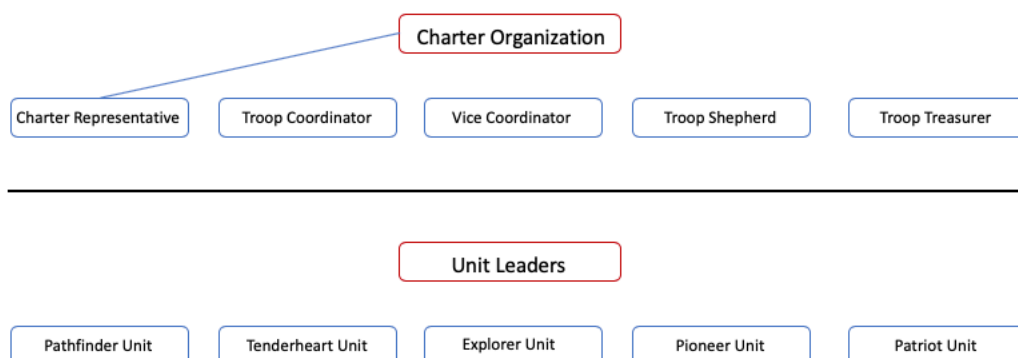 Charter Organization
Charter Representative
Troop Coordinator
Vice Coordinator
Troop Shepherd
Troop Treasurer
Unit Leaders
Pathfinder Unit
Tenderheart Unit
Explorer Unit
Pioneer Unit
Patriot Unit